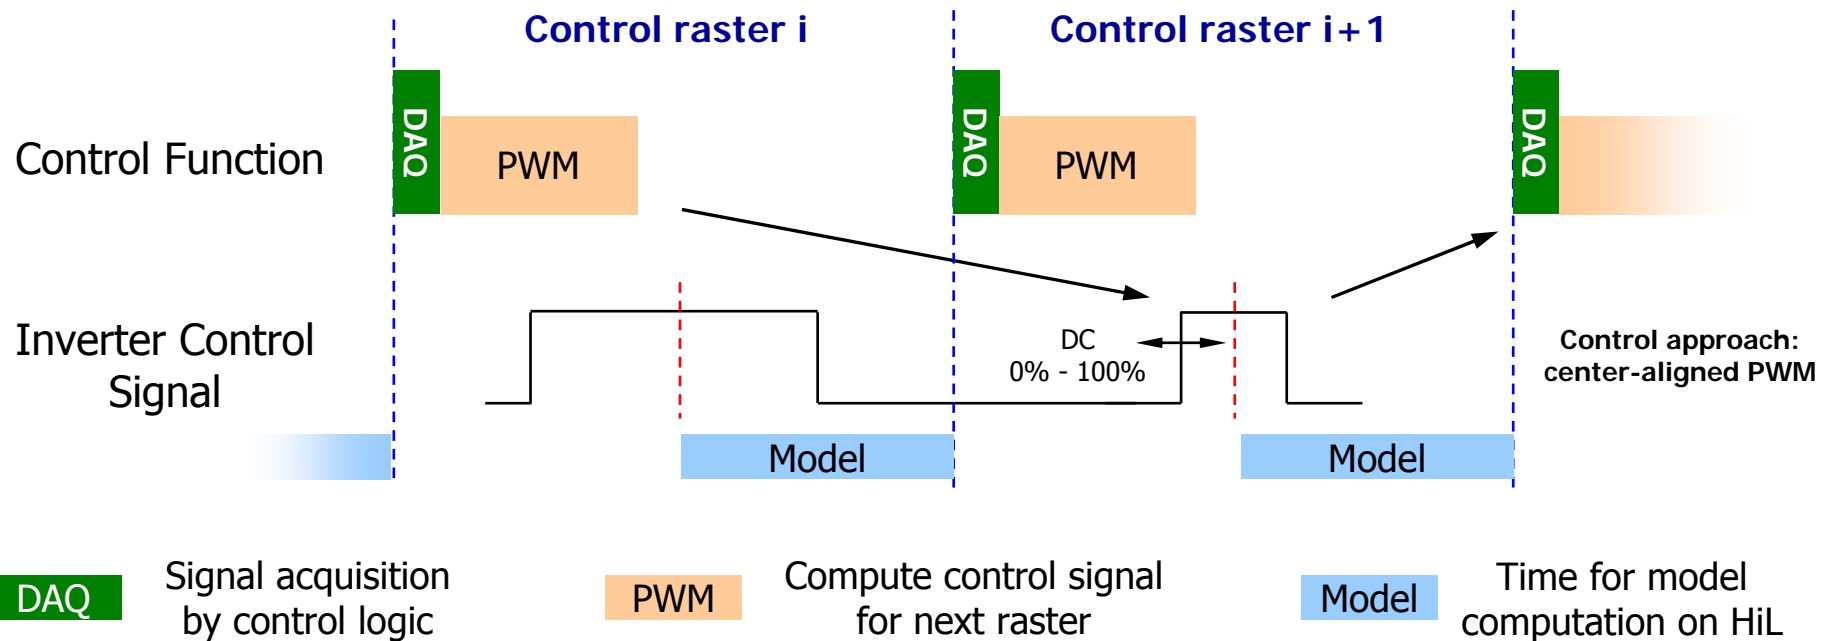 Control raster i
Control raster i+1
DAQ
DAQ
DAQ
Control Function
PWM
PWM
Inverter Control
Signal
DC
0% - 100%
Control approach:
center-aligned PWM
Model
Model
DAQ
Signal acquisition
by control logic
PWM
Compute control signal
for next raster
Model
Time for model
computation on HiL